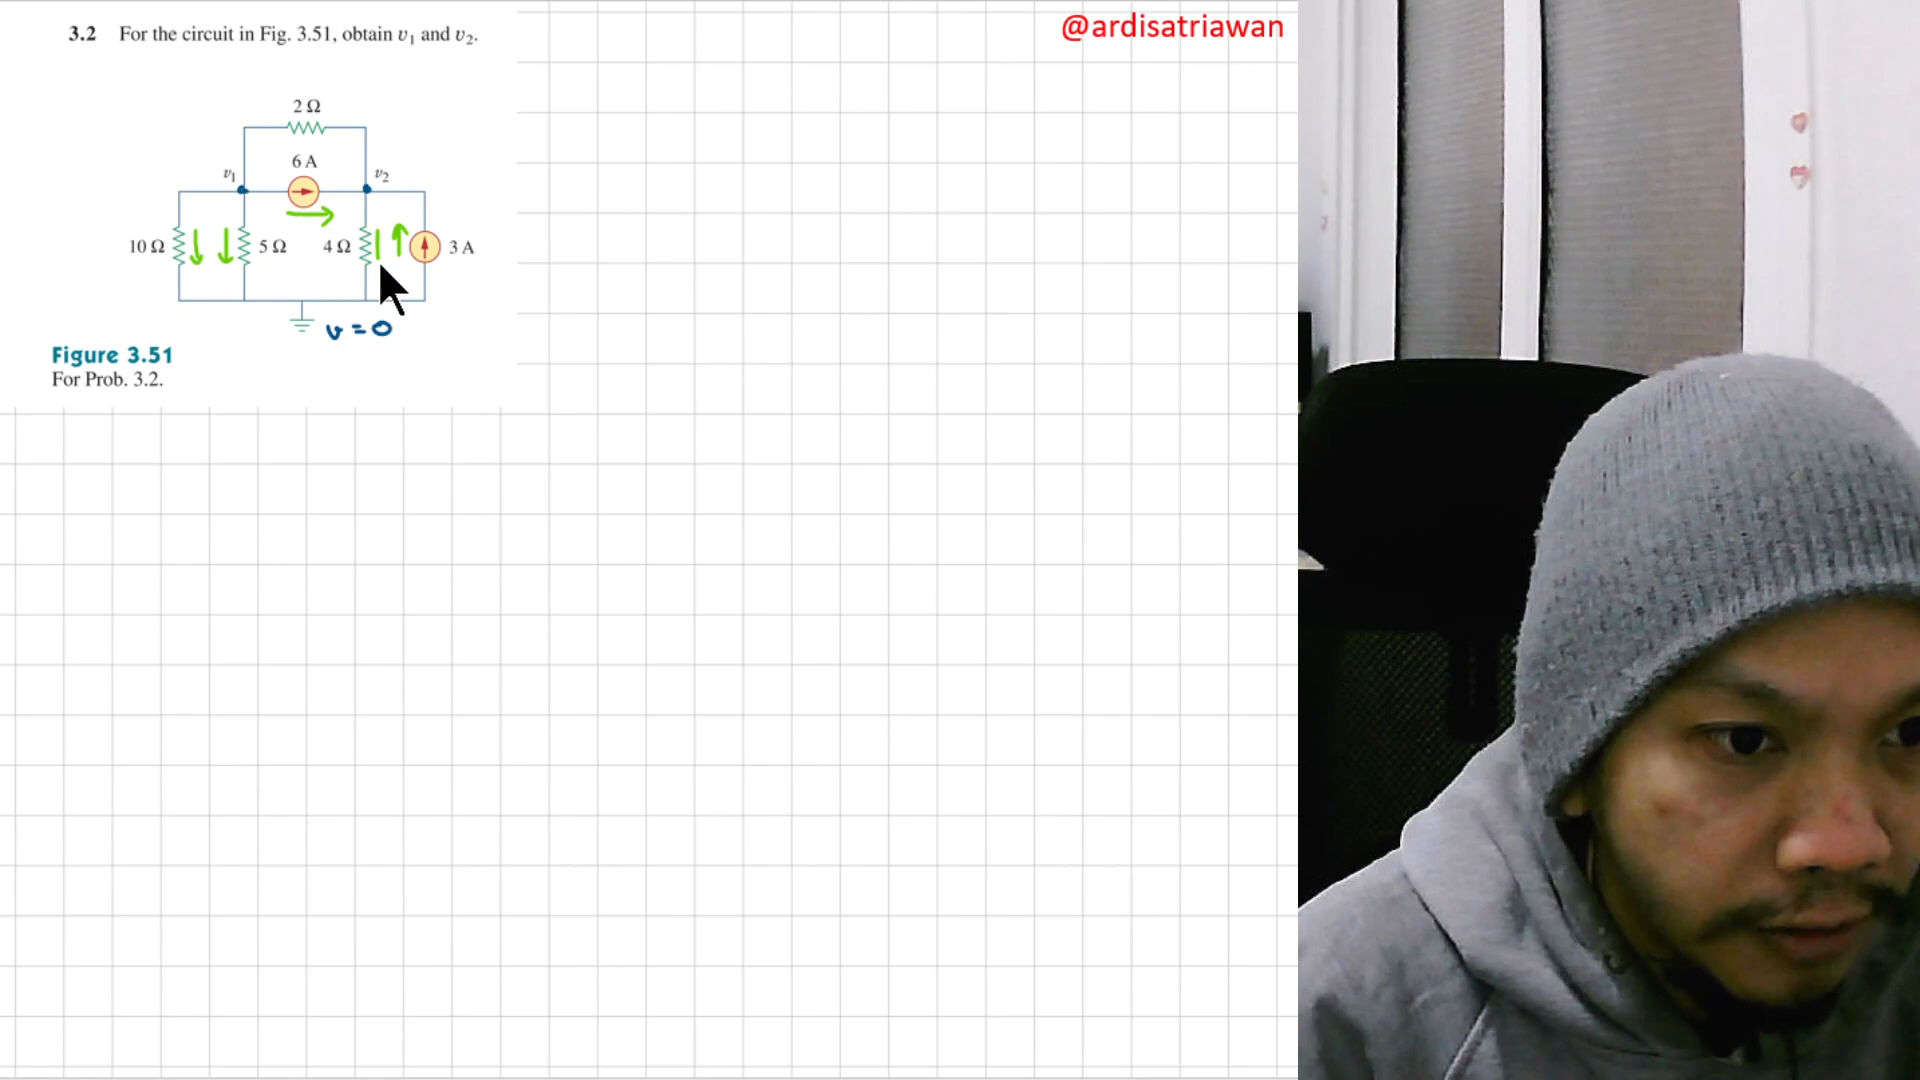 3.2 For the circuit in Fig. 3.51, obtain v₁ and v₂.
@ardisatriawan
2 Ω
6 A
v₁
v₂
10 Ω
5 Ω
4 Ω
3 A
v = 0
Figure 3.51
For Prob. 3.2.